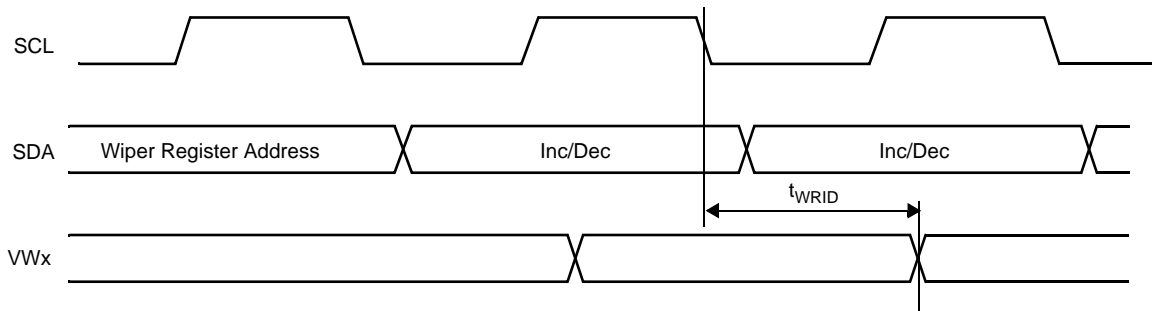 SCL
SDA
Wiper Register Address
Inc/Dec
Inc/Dec
tWRID
VWx